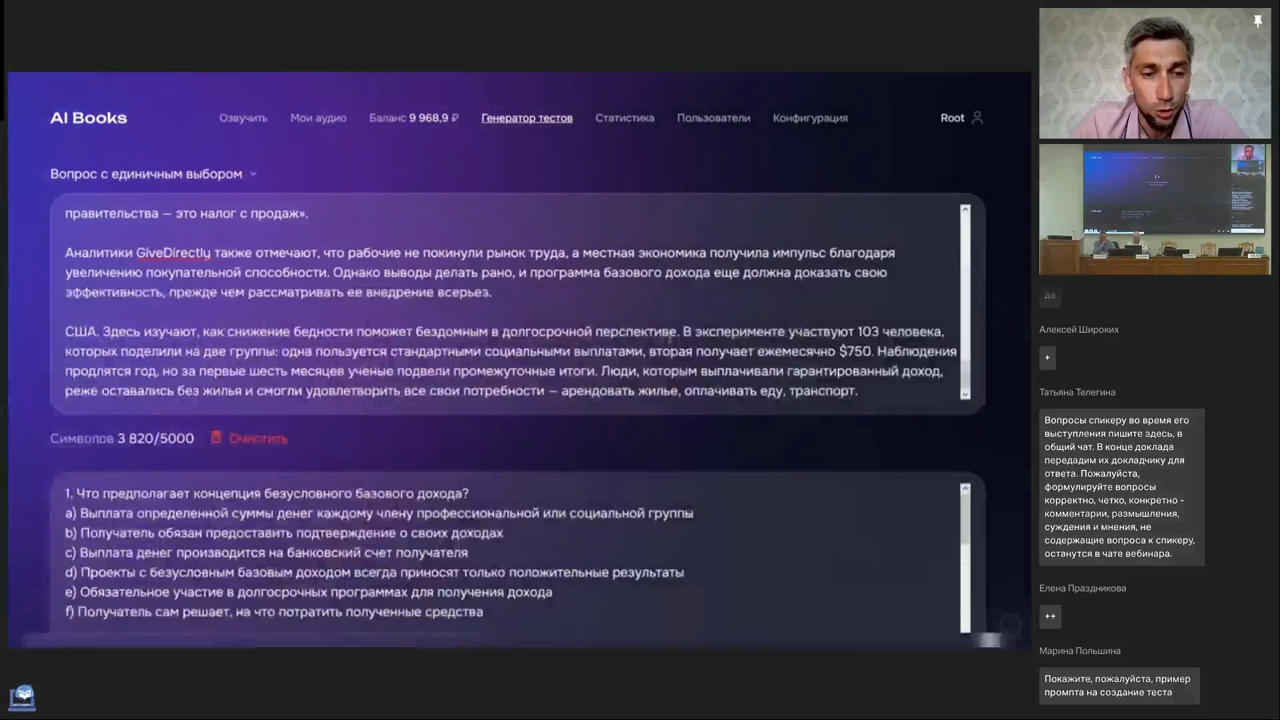 AI Books
Озвучить
Мои аудио
Баланс 9 968,9 ₽
Генератор тестов
Статистика
Пользователи
Конфигурация
Root
Вопрос с единичным выбором
правительства — это налог с продаж».
Аналитики GiveDirectly также отмечают, что рабочие не покинули рынок труда, а местная экономика получила импульс благодаря
увеличению покупательной способности. Однако выводы делать рано, и программа базового дохода еще должна доказать свою
эффективность, прежде чем рассматривать ее внедрение всерьез.
США. Здесь изучают, как снижение бедности поможет бездомным в долгосрочной перспективе. В эксперименте участвуют 103 человека,
которых поделили на две группы: одна пользуется стандартными социальными выплатами, вторая получает ежемесячно $750. Наблюдения
продлятся год, но за первые шесть месяцев ученые подвели промежуточные итоги. Люди, которым выплачивали гарантированный доход,
реже оставались без жилья и смогли удовлетворить все свои потребности — арендовать жилье, оплачивать еду, транспорт.
Символов 3 820/5000
Очистить
1. Что предполагает концепция безусловного базового дохода?
a) Выплата определенной суммы денег каждому члену профессиональной или социальной группы
b) Получатель обязан предоставить подтверждение о своих доходах
c) Выплата денег производится на банковский счет получателя
d) Проекты с безусловным базовым доходом всегда приносят только положительные результаты
e) Обязательное участие в долгосрочных программах для получения дохода
f) Получатель сам решает, на что потратить полученные средства
да
Алексей Широких
+
Татьяна Телегина
Вопросы спикеру во время его
выступления пишите здесь, в
общий чат. В конце доклада
передадим их докладчику для
ответа. Пожалуйста,
формулируйте вопросы
корректно, четко, конкретно -
комментарии, размышления,
суждения и мнения, не
содержащие вопроса к спикеру,
останутся в чате вебинара.
Елена Праздникова
++
Марина Польшина
Покажите, пожалуйста, пример
промпта на создание теста